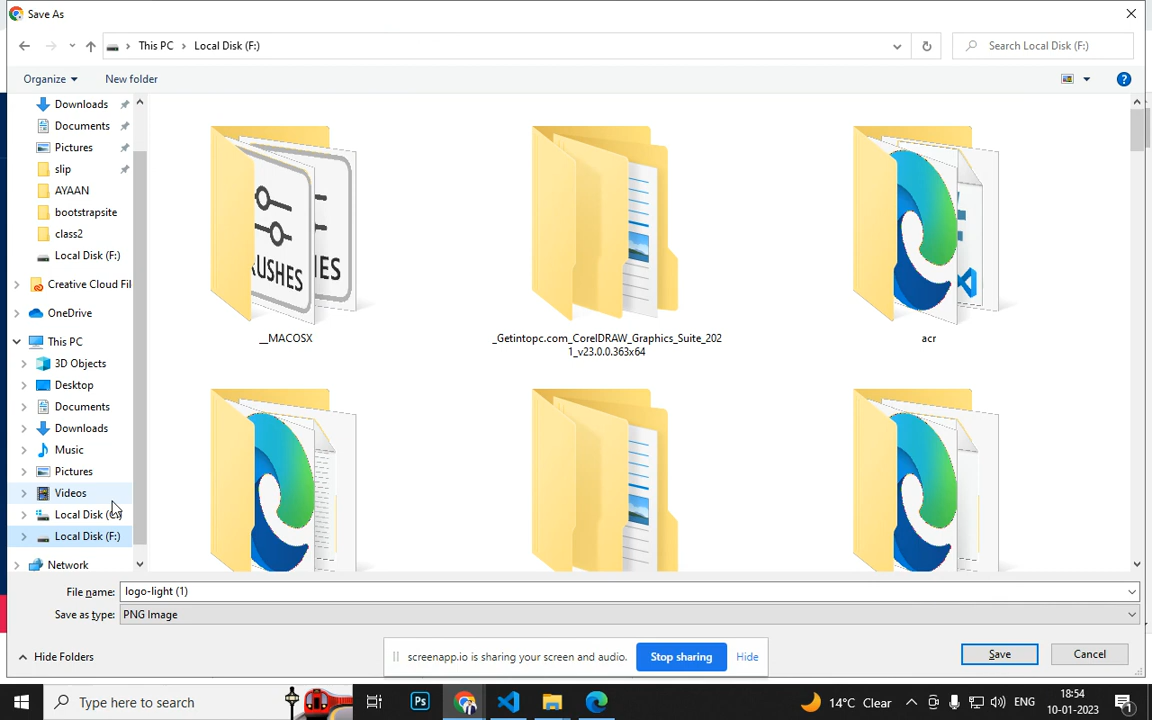 Save As
This PC
Local Disk (F:)
Search Local Disk (F:)
Organize
New folder
Downloads
Documents
Pictures
slip
AYAAN
bootstrapsite
class2
Local Disk (F:)
Creative Cloud Fil
OneDrive
This PC
3D Objects
Desktop
Documents
Downloads
Music
Pictures
Videos
Local Disk
Local Disk (F:)
Network
__MACOSX
_Getintopc.com_CorelDRAW_Graphics_Suite_202
1_v23.0.0.363x64
acr
File name:
logo-light (1)
Save as type:
PNG Image
Hide Folders
screenapp.io is sharing your screen and audio.
Stop sharing
Hide
Save
Cancel
Type here to search
Ps
14°C Clear
ENG
18:54
10-01-2023
1